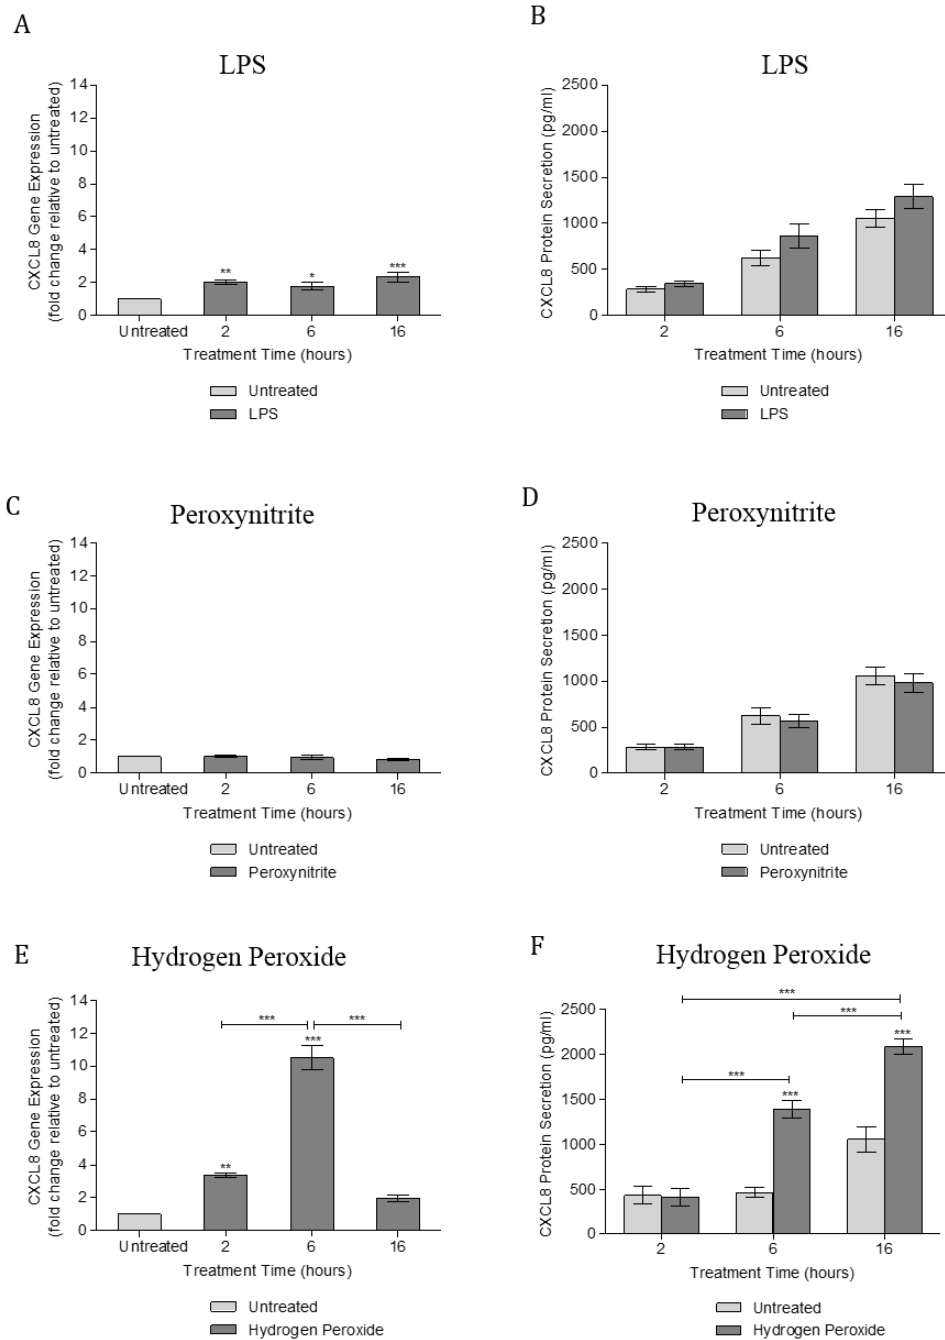 A
LPS
CXCL8 Gene Expression
(fold change relative to untreated)
14
12
10
8
6
4
2
0
**
*
***
Untreated 2 6 16
Treatment Time (hours)
Untreated
LPS
B
LPS
CXCL8 Protein Secretion (pg/ml)
2500
2000
1500
1000
500
0
2 6 16
Treatment Time (hours)
Untreated
LPS
C
Peroxynitrite
CXCL8 Gene Expression
(fold change relative to untreated)
14
12
10
8
6
4
2
0
Untreated 2 6 16
Treatment Time (hours)
Untreated
Peroxynitrite
D
Peroxynitrite
CXCL8 Protein Secretion (pg/ml)
2500
2000
1500
1000
500
0
2 6 16
Treatment Time (hours)
Untreated
Peroxynitrite
E
Hydrogen Peroxide
CXCL8 Gene Expression
(fold change relative to untreated)
14
12
10
8
6
4
2
0
*** ***
***
**
Untreated 2 6 16
Treatment Time (hours)
Untreated
Hydrogen Peroxide
F
Hydrogen Peroxide
CXCL8 Protein Secretion (pg/ml)
2500
2000
1500
1000
500
0
***
***
***
***
***
2 6 16
Treatment Time (hours)
Untreated
Hydrogen Peroxide